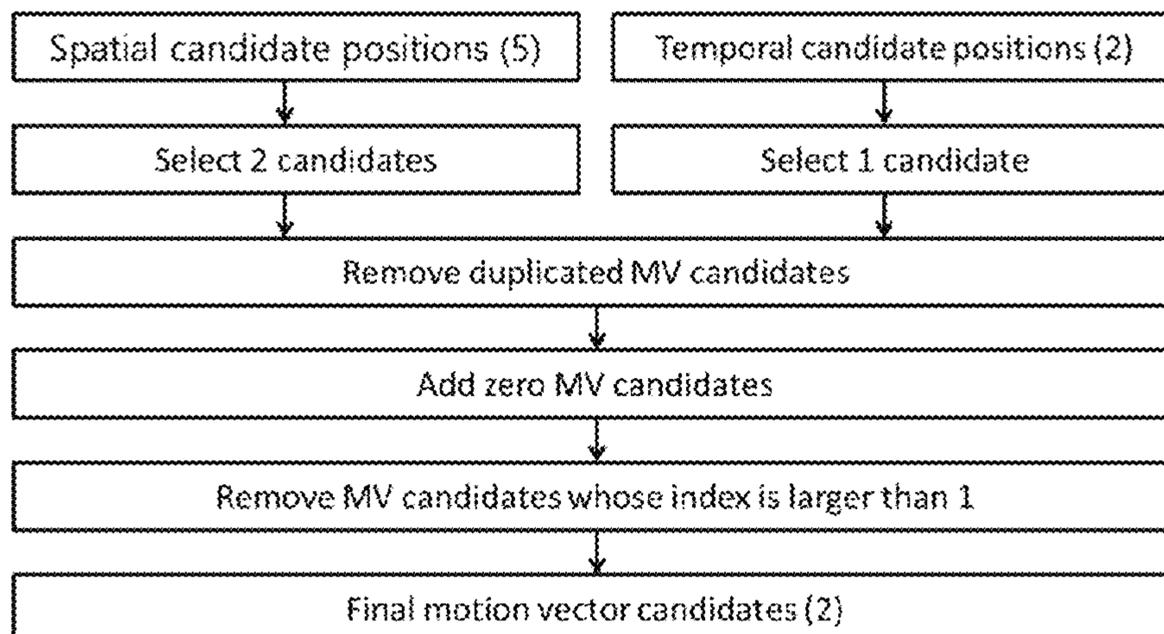 Spatial candidate positions (5)
Temporal candidate positions (2)
Select 2 candidates
Select 1 candidate
Remove duplicated MV candidates
Add zero MV candidates
Remove MV candidates whose index is larger than 1
Final motion vector candidates (2)